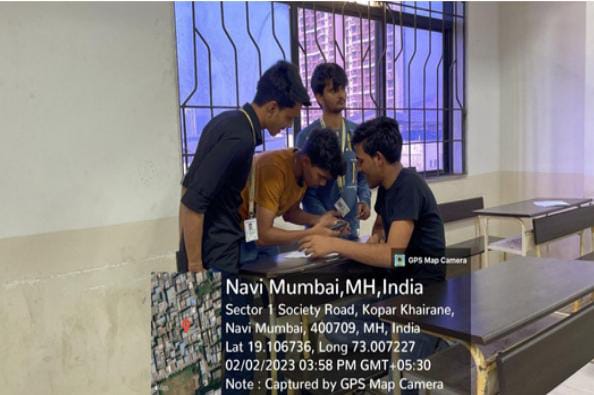 GPS Map Camera
Navi Mumbai,MH,India
Sector 1 Society Road, Kopar Khairane,
Navi Mumbai, 400709, MH, India
Lat 19.106736, Long 73.007227
02/02/2023 03:58 PM GMT+05:30
Note : Captured by GPS Map Camera